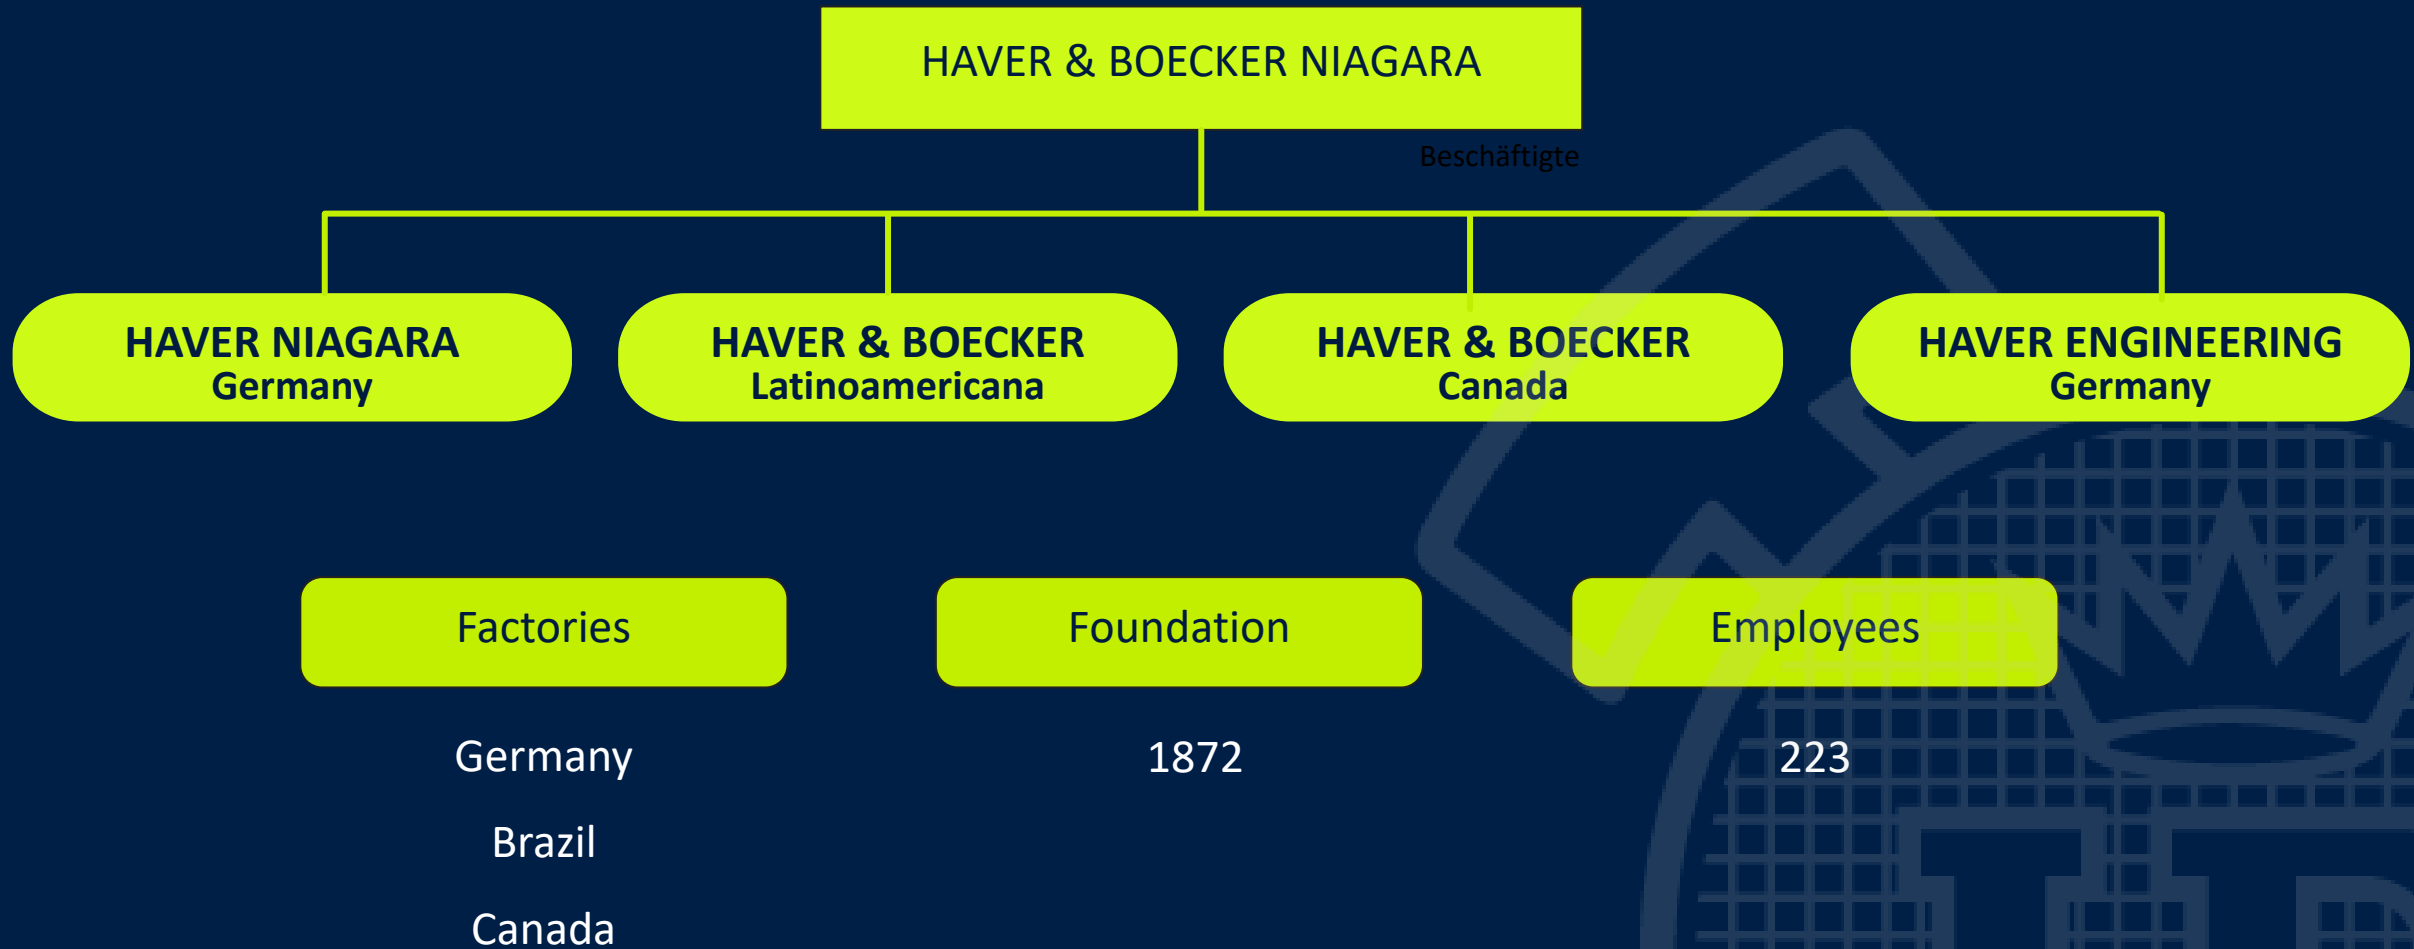 HAVER & BOECKER NIAGARA
Beschäftigte
HAVER NIAGARA
Germany
HAVER & BOECKER
Latinoamericana
HAVER & BOECKER
Canada
HAVER ENGINEERING
Germany
Factories
Foundation
Employees
Germany
1872
223
Brazil
Canada